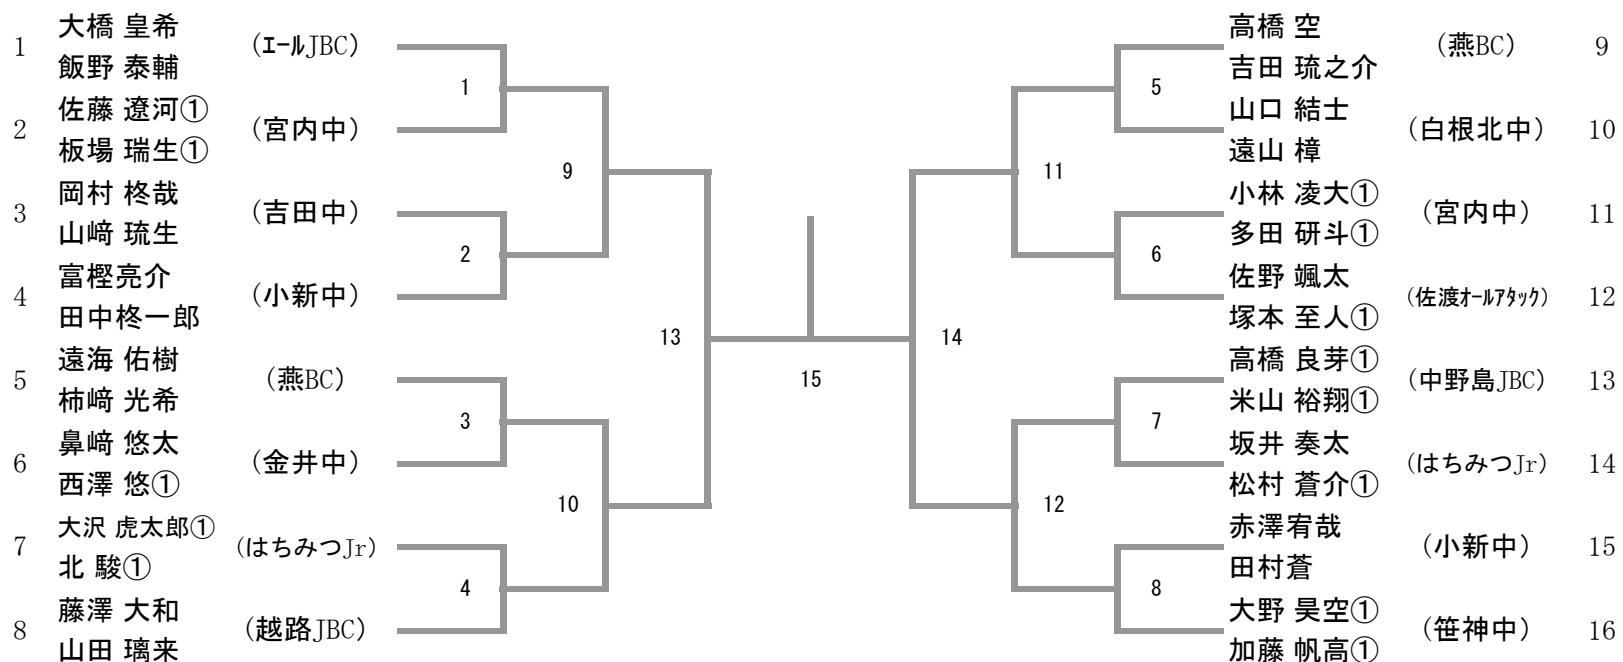 大橋 皇希
1 (エールJBC)
飯野 泰輔
1
佐藤 遼河①
2 (宮内中)
板場 瑞生①
9
岡村 柊哉
3 (吉田中)
山﨑 琉生
2
富樫亮介
4 (小新中)
田中柊一郎
13
遠海 佑樹
5 (燕BC)
柿﨑 光希
3
鼻﨑 悠太
6 (金井中)
西澤 悠①
10
大沢 虎太郎①
7 (はちみつJr)
北 駿①
4
藤澤 大和
8 (越路JBC)
山田 璃来
15
高橋 空
(燕BC) 9
吉田 琉之介
5
山口 結士
(白根北中) 10
遠山 樟
11
小林 凌大①
(宮内中) 11
多田 研斗①
6
佐野 颯太
(佐渡オールアタック) 12
塚本 至人①
14
高橋 良芽①
(中野島JBC) 13
米山 裕翔①
7
坂井 奏太
(はちみつJr) 14
松村 蒼介①
12
赤澤宥哉
(小新中) 15
田村蒼
8
大野 昊空①
(笹神中) 16
加藤 帆高①